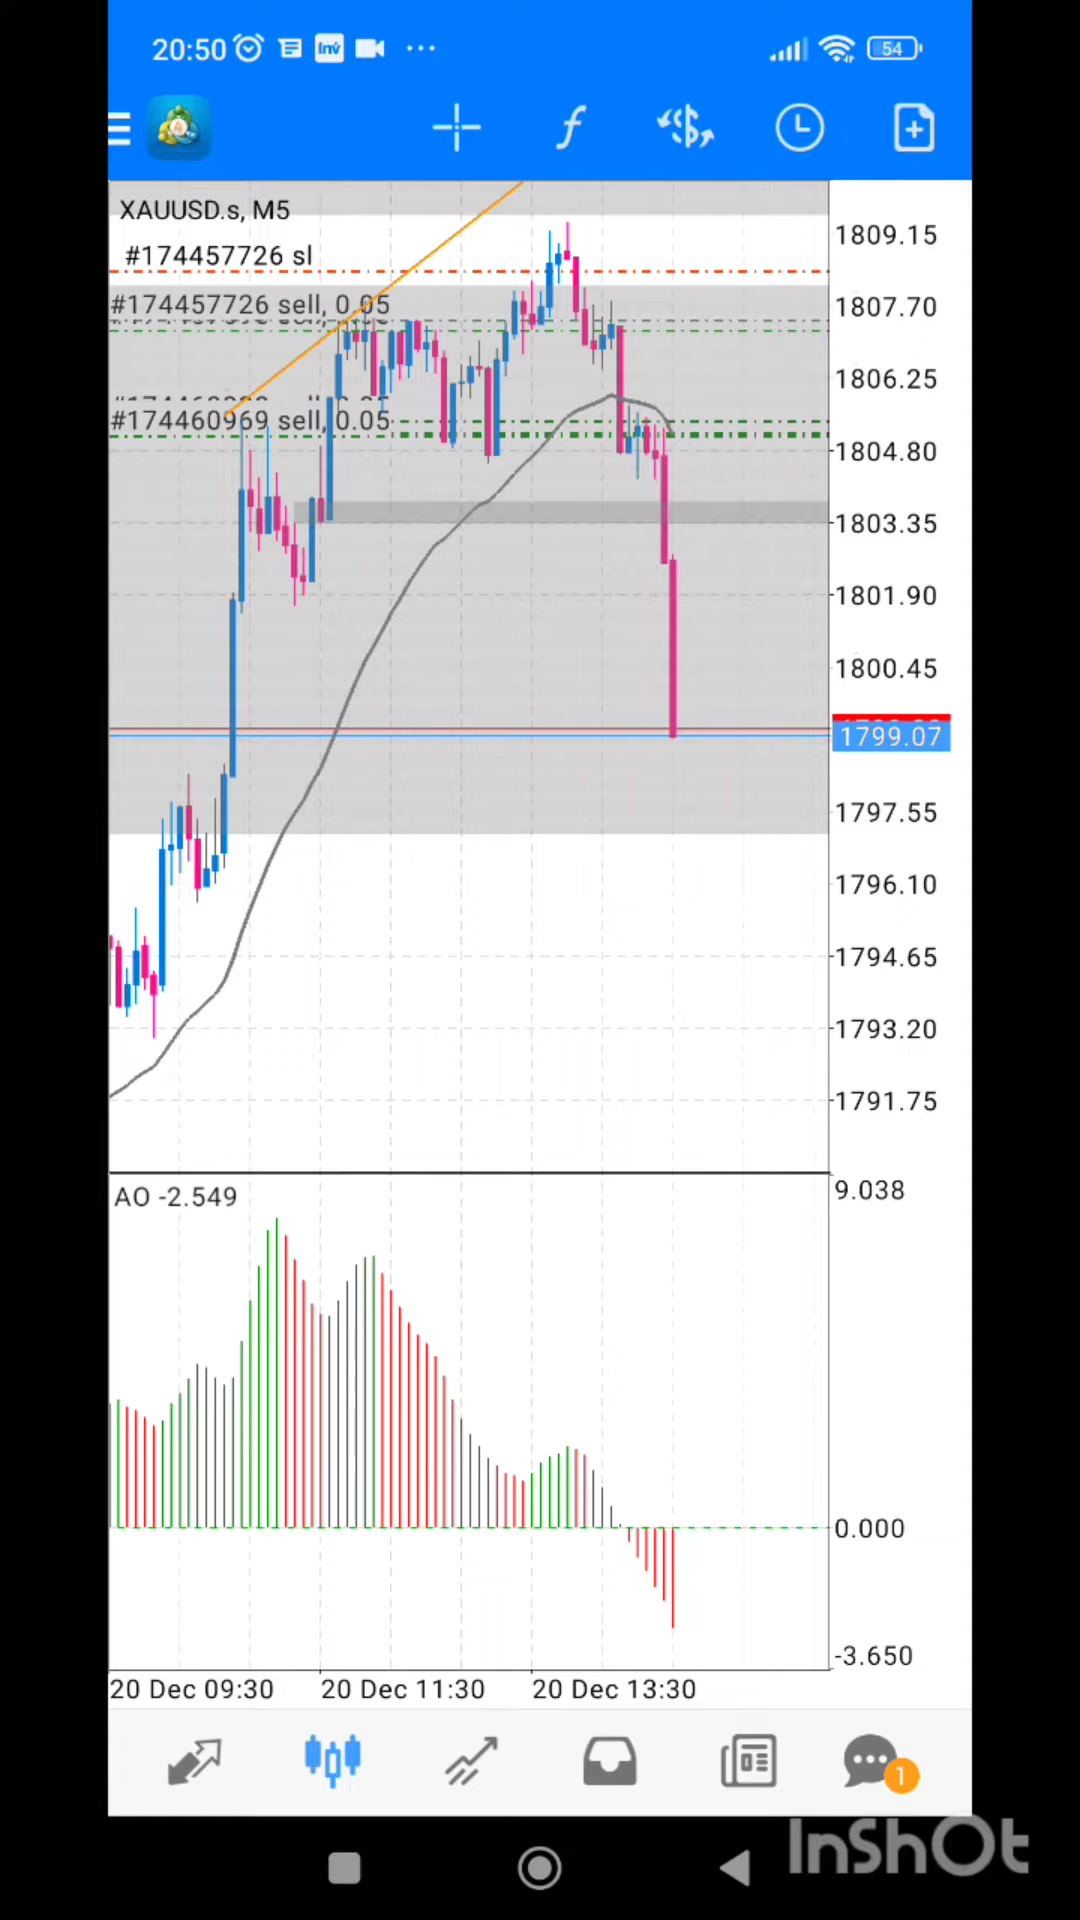 20:50
Inv
54
XAUUSD.s, M5
#174457726 sl
#174457726 sell, 0.05
#174460969 sell, 0.05
1809.15
1807.70
1806.25
1804.80
1803.35
1801.90
1800.45
1799.07
1797.55
1796.10
1794.65
1793.20
1791.75
AO -2.549
9.038
0.000
-3.650
20 Dec 09:30
20 Dec 11:30
20 Dec 13:30
1
InShOt